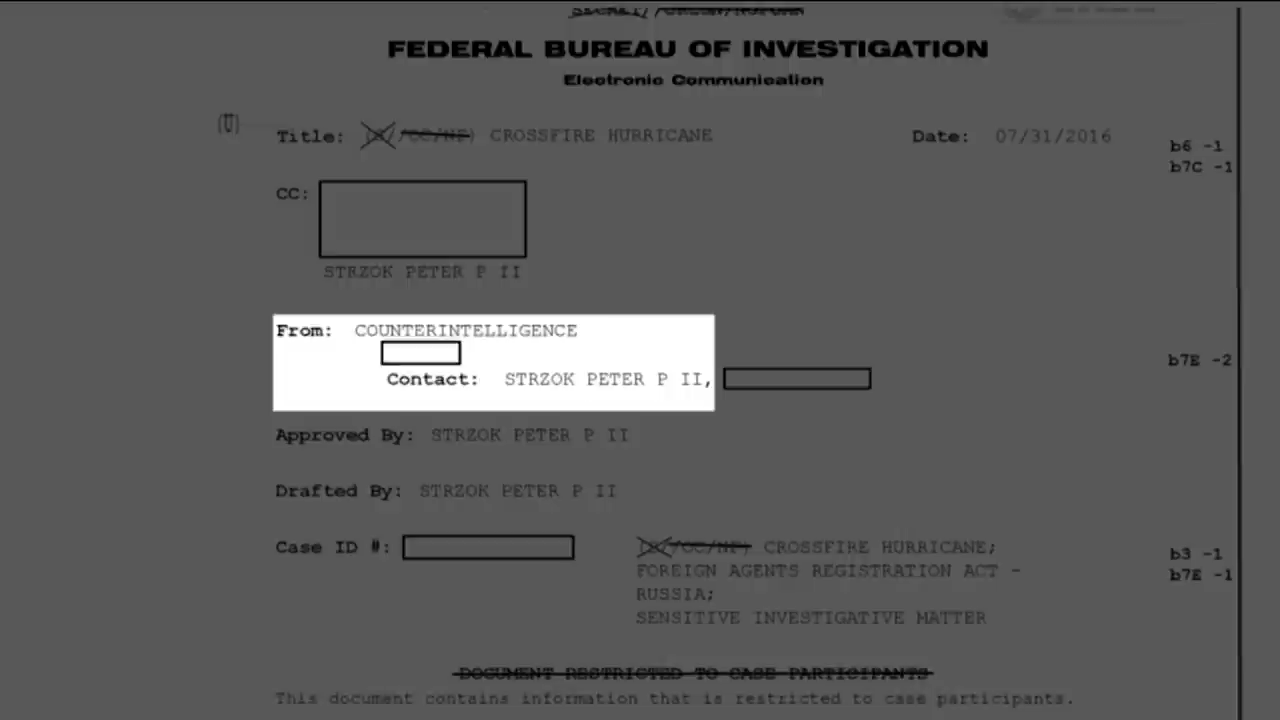 FEDERAL BUREAU OF INVESTIGATION
Electronic Communication
(U)
Title: CROSSFIRE HURRICANE Date: 07/31/2016
b6 -1
b7C -1
CC:
STRZOK PETER P II
From: COUNTERINTELLIGENCE
b7E -2
Contact: STRZOK PETER P II,
Approved By: STRZOK PETER P II
Drafted By: STRZOK PETER P II
Case ID #: CROSSFIRE HURRICANE;
b3 -1
FOREIGN AGENTS REGISTRATION ACT -
b7E -1
RUSSIA;
SENSITIVE INVESTIGATIVE MATTER
DOCUMENT RESTRICTED TO CASE PARTICIPANTS
This document contains information that is restricted to case participants.